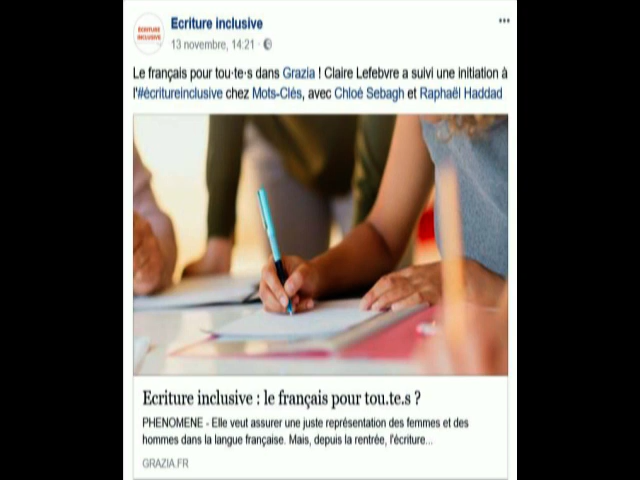 ECRITURE INCLUSIVE
Ecriture inclusive
13 novembre, 14:21
Le français pour tou·te·s dans Grazia ! Claire Lefebvre a suivi une initiation à
l'#écritureinclusive chez Mots-Clés, avec Chloé Sebagh et Raphaël Haddad
Ecriture inclusive : le français pour tou.te.s ?
PHENOMENE - Elle veut assurer une juste représentation des femmes et des
hommes dans la langue française. Mais, depuis la rentrée, l'écriture...
GRAZIA.FR